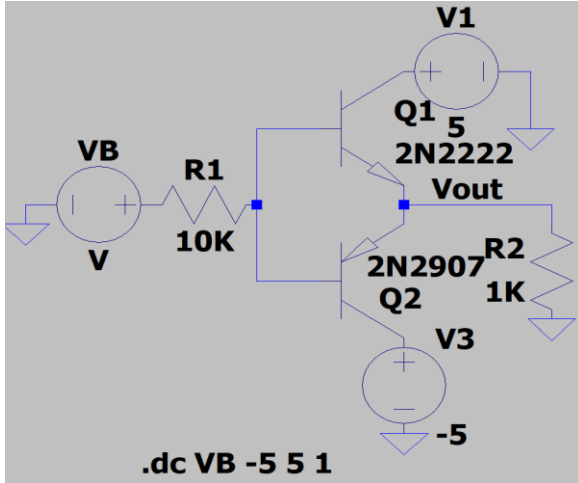 V1
+ −
Q1
5
2N2222
VB
R1
− +
Vout
10K
V
2N2907
R2
Q2
1K
V3
+
−
-5
.dc VB -5 5 1